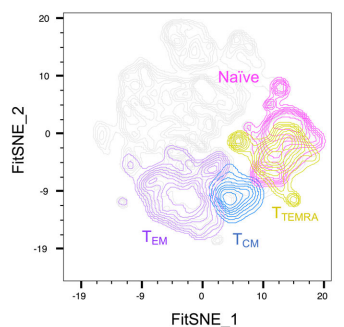 20
10
0
-9
-19
FitSNE_2
Naïve
TTEMRA
TEM
TCM
-19
-9
0
10
20
FitSNE_1